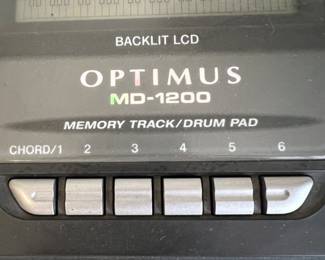 BACKLIT LCD
OPTIMUS
MD-1200
MEMORY TRACK/DRUM PAD
CHORD/1 2 3 4 5 6